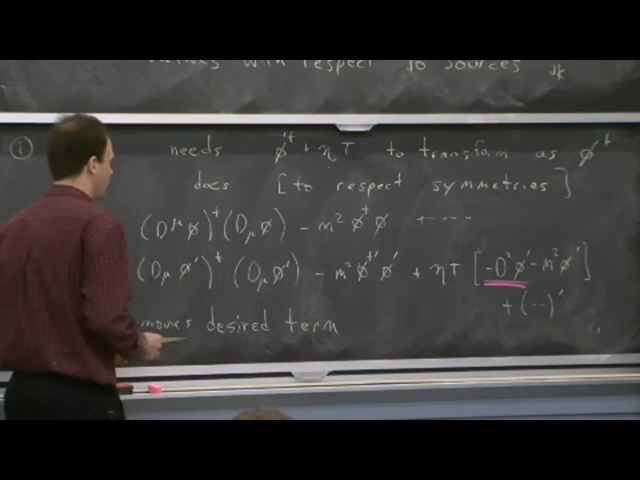 with respect to sources J_k
(i) needs φ'† + ηT to transform as φ†
does [to respect symmetries]
(D^μ φ)† (D_μ φ) - m² φ† φ + ....
(D_μ φ')† (D_μ φ') - m² φ†' φ' + ηT [-D² φ' - m² φ']
+ (...)'
moves desired term